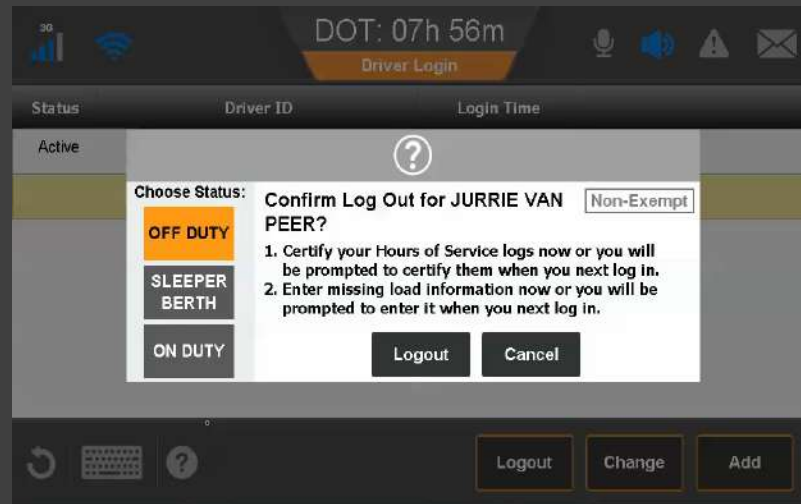 3G
DOT: 07h 56m
Driver Login
Status Driver ID Login Time
Active
Choose Status:
OFF DUTY
SLEEPER
BERTH
ON DUTY
Confirm Log Out for JURRIE VAN
PEER?
Non-Exempt
1. Certify your Hours of Service logs now or you will
be prompted to certify them when you next log in.
2. Enter missing load information now or you will be
prompted to enter it when you next log in.
Logout Cancel
Logout Change Add